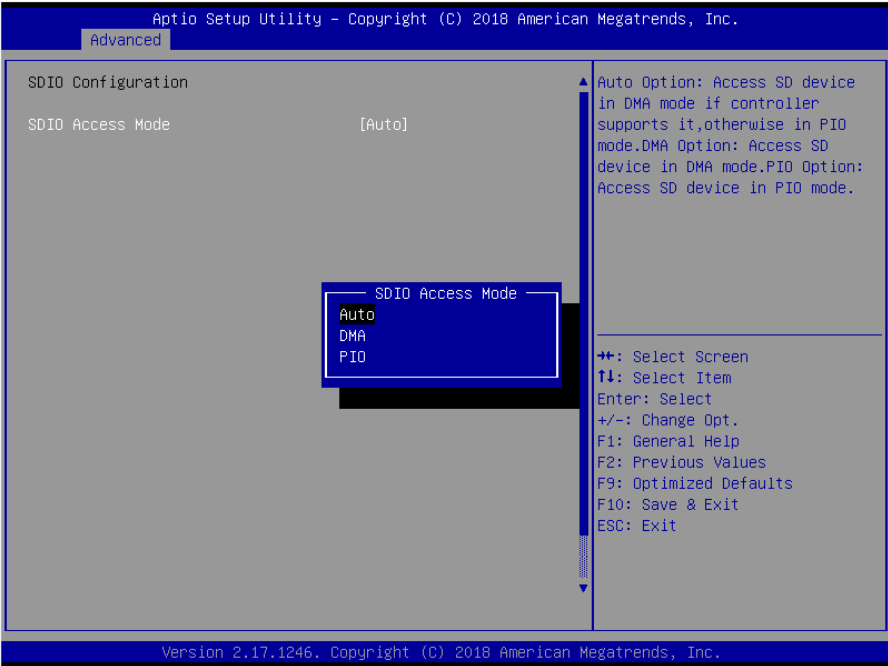 Aptio Setup Utility – Copyright (C) 2018 American Megatrends, Inc.
Advanced
SDIO Configuration
SDIO Access Mode [Auto]
SDIO Access Mode
Auto
DMA
PIO
Auto Option: Access SD device
in DMA mode if controller
supports it,otherwise in PIO
mode.DMA Option: Access SD
device in DMA mode.PIO Option:
Access SD device in PIO mode.
→←: Select Screen
↑↓: Select Item
Enter: Select
+/-: Change Opt.
F1: General Help
F2: Previous Values
F9: Optimized Defaults
F10: Save & Exit
ESC: Exit
Version 2.17.1246. Copyright (C) 2018 American Megatrends, Inc.